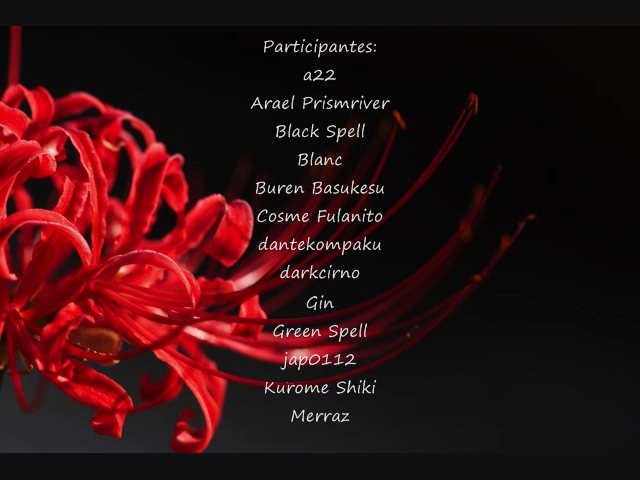 Participantes:
a22
Arael Prismriver
Black Spell
Blanc
Buren Basukesu
Cosme Fulanito
dantekompaku
darkcirno
Gin
Green Spell
jap0112
Kurome Shiki
Merraz